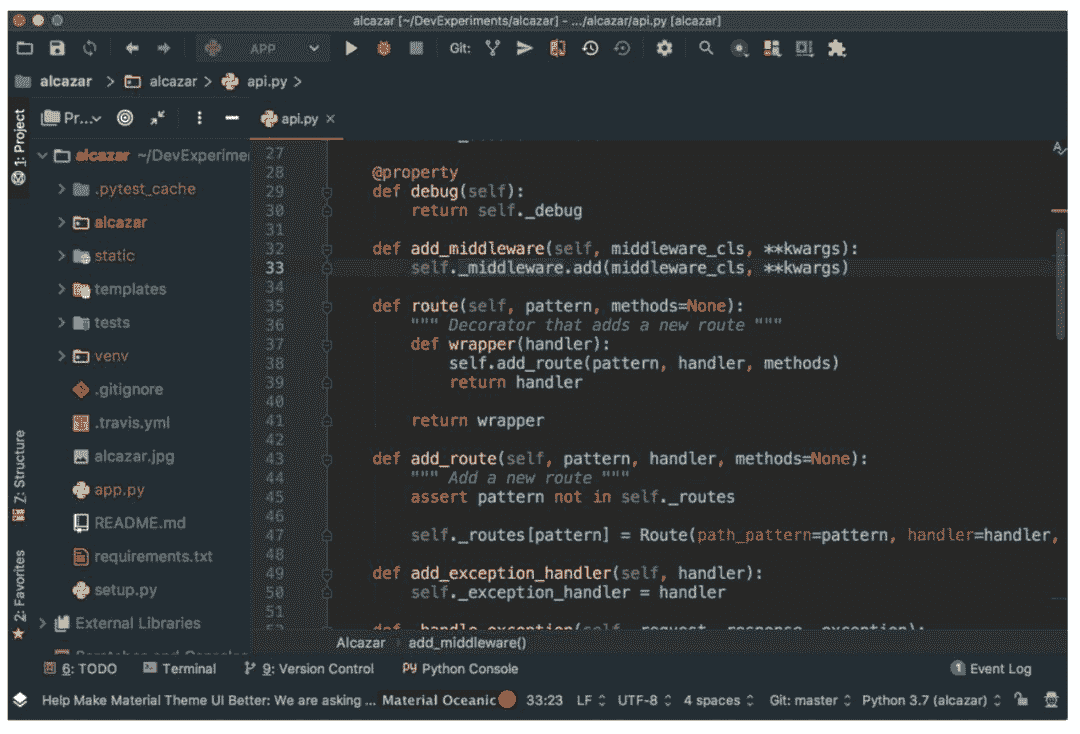 alcazar [~/DevExperiments/alcazar] - .../alcazar/api.py [alcazar]
APP Git:
alcazar > alcazar > api.py >
1: Project
Pr... api.py ×
alcazar ~/DevExperime
.pytest_cache
alcazar
static
templates
tests
venv
.gitignore
.travis.yml
alcazar.jpg
app.py
README.md
requirements.txt
setup.py
External Libraries
Scratches and Consoles
7: Structure
2: Favorites
27
28 @property
29 def debug(self):
30 return self._debug
31
32 def add_middleware(self, middleware_cls, **kwargs):
33 self._middleware.add(middleware_cls, **kwargs)
34
35 def route(self, pattern, methods=None):
36 """ Decorator that adds a new route """
37 def wrapper(handler):
38 self.add_route(pattern, handler, methods)
39 return handler
40
41 return wrapper
42
43 def add_route(self, pattern, handler, methods=None):
44 """ Add a new route """
45 assert pattern not in self._routes
46
47 self._routes[pattern] = Route(path_pattern=pattern, handler=handler,
48
49 def add_exception_handler(self, handler):
50 self._exception_handler = handler
51
52 def _handle_exception(self, request, response, exception):
Alcazar > add_middleware()
6: TODO Terminal 9: Version Control Python Console 1 Event Log
Help Make Material Theme UI Better: We are asking ... Material Oceanic 33:23 LF UTF-8 4 spaces Git: master Python 3.7 (alcazar)